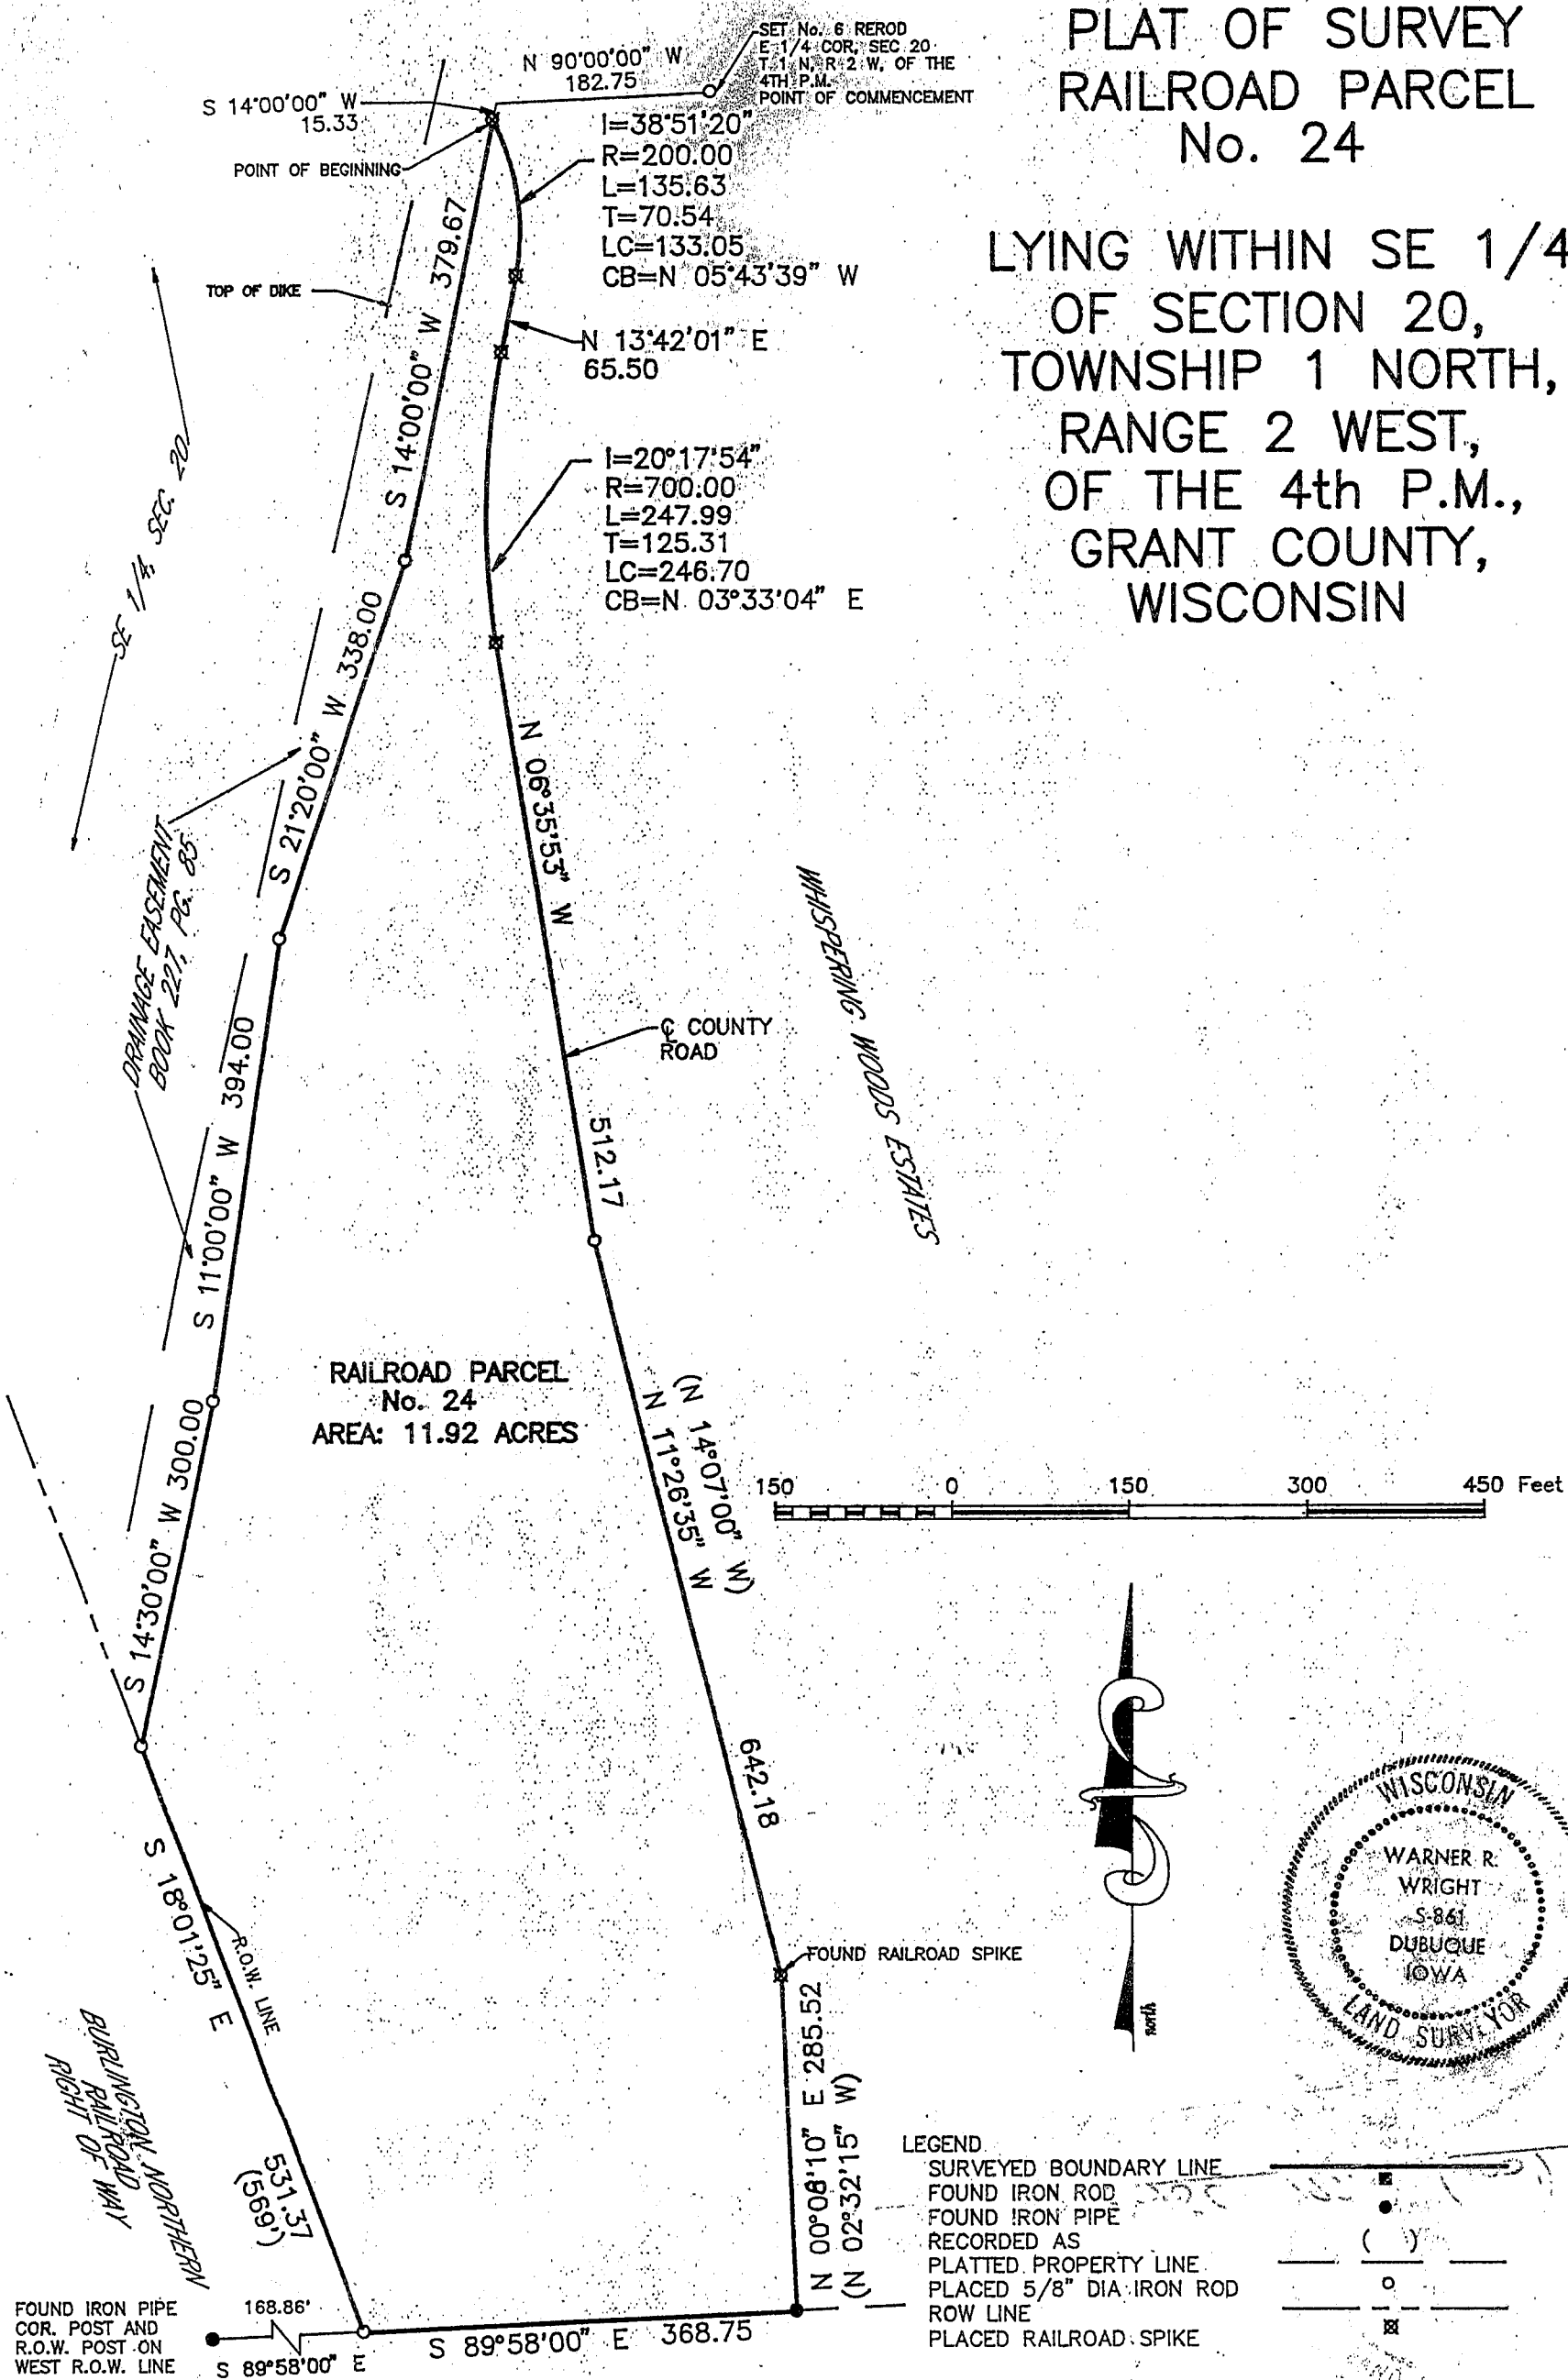 PLAT OF SURVEY
RAILROAD PARCEL
No. 24
LYING WITHIN SE 1/4
OF SECTION 20,
TOWNSHIP 1 NORTH,
RANGE 2 WEST,
OF THE 4th P.M.,
GRANT COUNTY,
WISCONSIN
SET No. 6 REROD
E 1/4 COR, SEC 20
T 1 N, R 2 W, OF THE
4TH P.M.
POINT OF COMMENCEMENT
N 90°00'00" W
182.75
S 14°00'00" W
15.33
POINT OF BEGINNING
I=38°51'20"
R=200.00
L=135.63
T=70.54
LC=133.05
CB=N 05°43'39" W
TOP OF DIKE
S 14°00'00" W 379.67
N 13°42'01" E
65.50
I=20°17'54"
R=700.00
L=247.99
T=125.31
LC=246.70
CB=N 03°33'04" E
SE 1/4, SEC. 20
S 21°20'00" W 338.00
N 06°35'53" W
512.17
DRAINAGE EASEMENT
BOOK 227, PG. 85
WHISPERING WOODS ESTATES
℄ COUNTY
ROAD
S 11°00'00" W 394.00
RAILROAD PARCEL
No. 24
AREA: 11.92 ACRES
(N 14°07'00" W)
N 11°26'35" W
642.18
150 0 150 300 450 Feet
S 14°30'00" W 300.00
S 18°01'25" E
531.37
(569')
R.O.W. LINE
BURLINGTON NORTHERN
RAILROAD
RIGHT OF WAY
FOUND RAILROAD SPIKE
N 00°08'10" E 285.52
(N 02°32'15" W)
north
WISCONSIN
WARNER R.
WRIGHT
S-861
DUBUQUE
IOWA
LAND SURVEYOR
LEGEND
SURVEYED BOUNDARY LINE
FOUND IRON ROD
FOUND IRON PIPE
RECORDED AS ( )
PLATTED PROPERTY LINE
PLACED 5/8" DIA IRON ROD
ROW LINE
PLACED RAILROAD SPIKE
FOUND IRON PIPE
COR. POST AND
R.O.W. POST ON
WEST R.O.W. LINE
168.86'
S 89°58'00" E
S 89°58'00" E 368.75